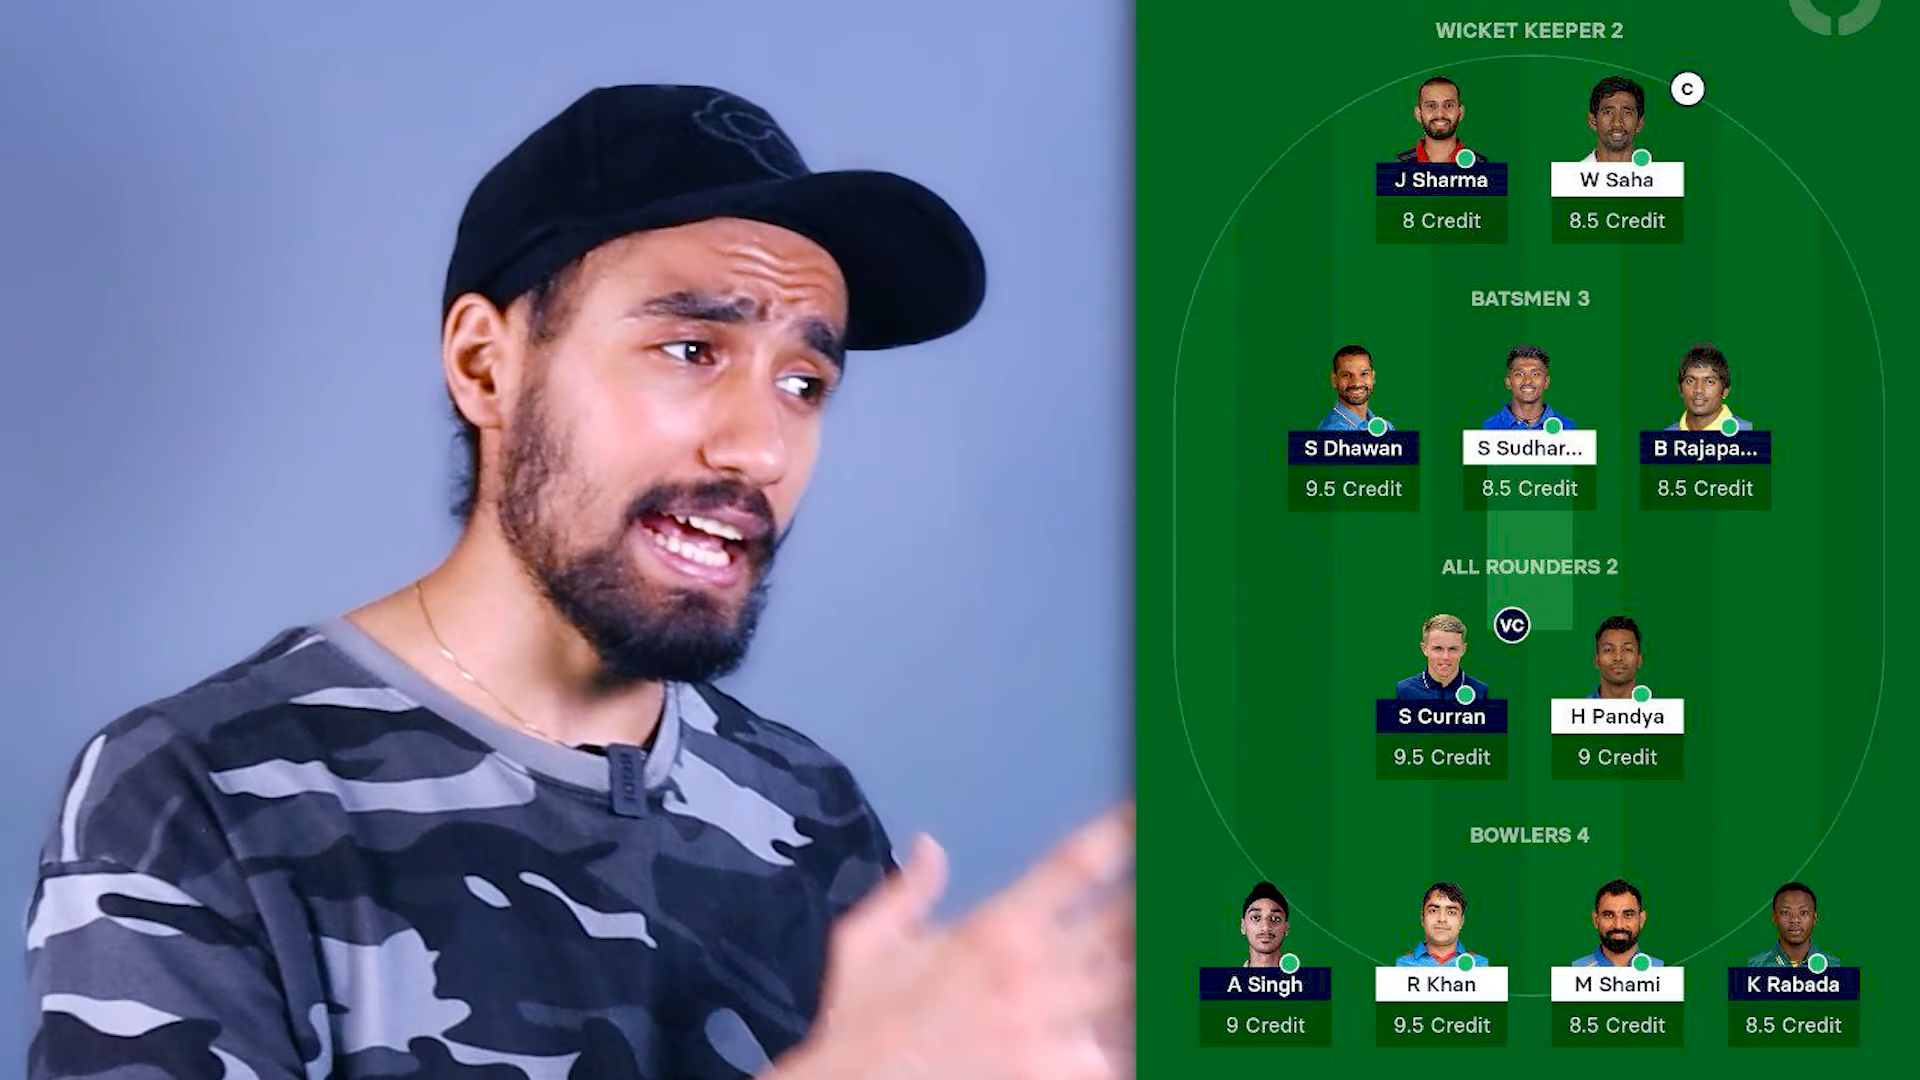 WICKET KEEPER 2
C
J Sharma
W Saha
8 Credit
8.5 Credit
BATSMEN 3
S Dhawan
S Sudhar...
B Rajapa...
9.5 Credit
8.5 Credit
8.5 Credit
ALL ROUNDERS 2
VC
S Curran
H Pandya
9.5 Credit
9 Credit
BOWLERS 4
A Singh
R Khan
M Shami
K Rabada
9 Credit
9.5 Credit
8.5 Credit
8.5 Credit